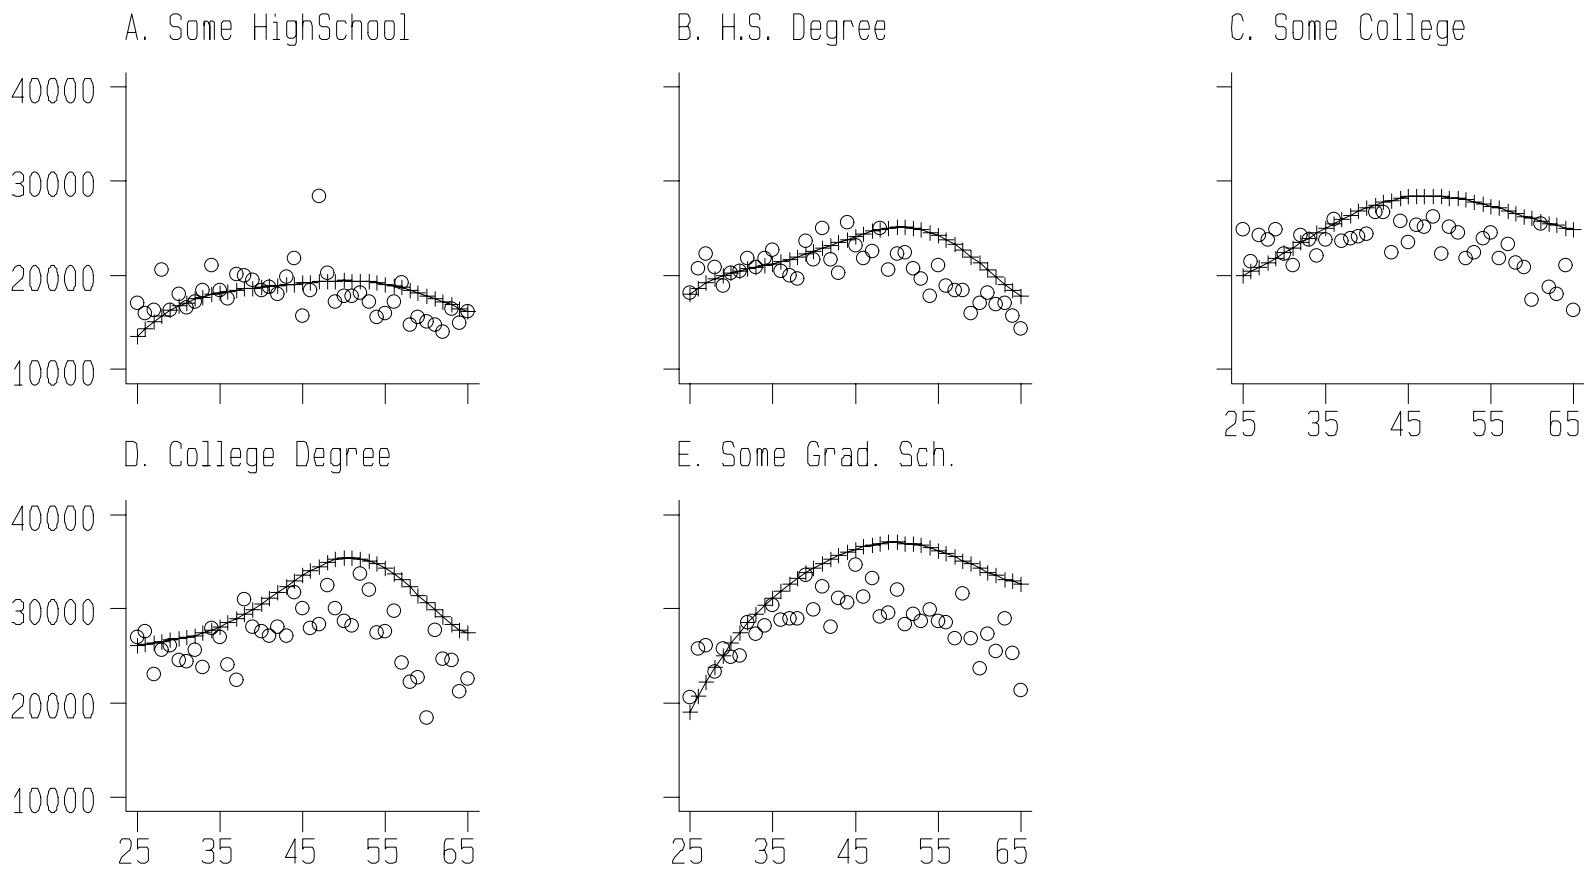 A. Some HighSchool
B. H.S. Degree
C. Some College
40000
30000
20000
10000
25 35 45 55 65
D. College Degree
E. Some Grad. Sch.
40000
30000
20000
10000
25 35 45 55 65
25 35 45 55 65